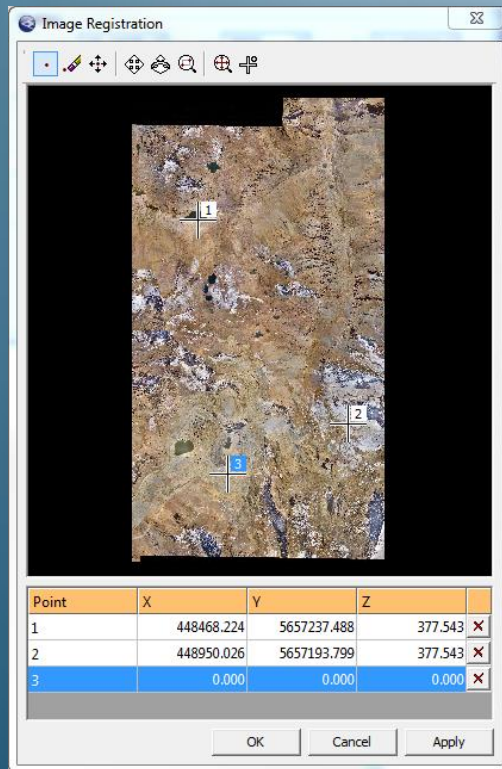 Image Registration
1
2
3
Point X Y Z
1 448468.224 5657237.488 377.543
2 448950.026 5657193.799 377.543
3 0.000 0.000 0.000
OK Cancel Apply